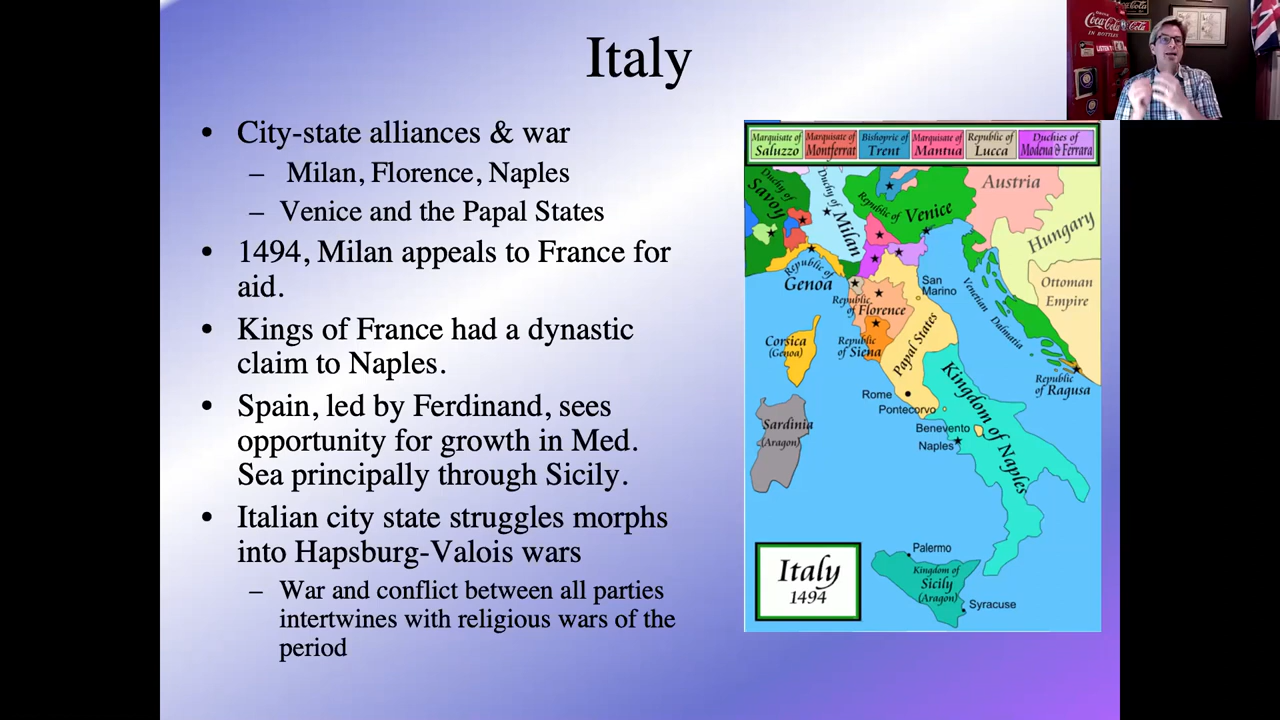 Italy
• City-state alliances & war
– Milan, Florence, Naples
– Venice and the Papal States
• 1494, Milan appeals to France for
aid.
• Kings of France had a dynastic
claim to Naples.
• Spain, led by Ferdinand, sees
opportunity for growth in Med.
Sea principally through Sicily.
• Italian city state struggles morphs
into Hapsburg-Valois wars
– War and conflict between all parties
intertwines with religious wars of the
period
Coca-Cola
IN BOTTLES
Marquisate of
Saluzzo
Marquisate of
Montferrat
Bishopric of
Trent
Marquisate of
Mantua
Republic of
Lucca
Duchies of
Modena & Ferrara
Duchy of
Savoy
Duchy of
Milan
Republic of
Venice
Austria
Hungary
Republic of
Genoa
San
Marino
Ottoman
Empire
Republic
of Florence
Venetian
Dalmatia
Corsica
(Genoa)
Republic
of Siena
Papal States
Republic
of Ragusa
Rome
Pontecorvo
Kingdom of Naples
Sardinia
(Aragon)
Benevento
Naples
Palermo
Kingdom of
Sicily
(Aragon)
Syracuse
Italy
1494